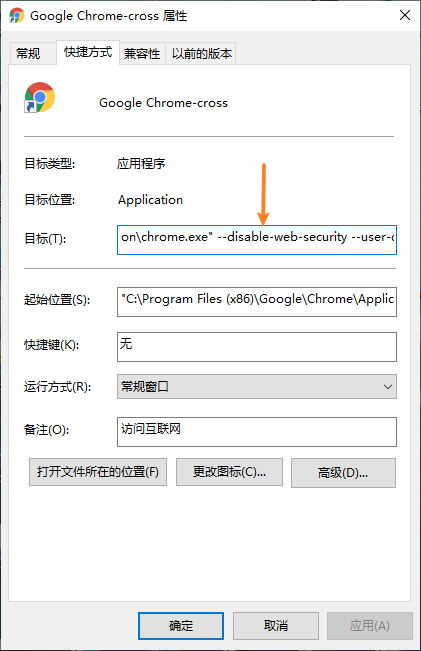 Google Chrome-cross 属性
常规 快捷方式 兼容性 以前的版本
Google Chrome-cross
目标类型: 应用程序
目标位置: Application
目标(T): on\chrome.exe" --disable-web-security --user-
起始位置(S): "C:\Program Files (x86)\Google\Chrome\Applic
快捷键(K): 无
运行方式(R): 常规窗口
备注(O): 访问互联网
打开文件所在的位置(F) 更改图标(C)... 高级(D)...
确定 取消 应用(A)